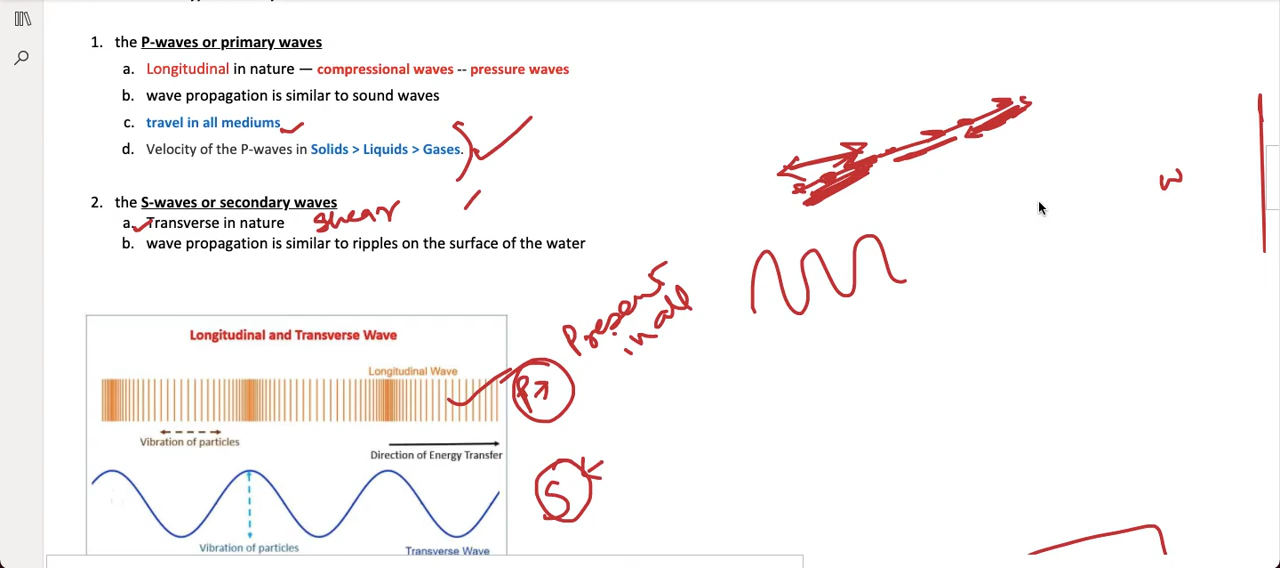 1. the P-waves or primary waves
a. Longitudinal in nature — compressional waves -- pressure waves
b. wave propagation is similar to sound waves
c. travel in all mediums
d. Velocity of the P-waves in Solids > Liquids > Gases.
2. the S-waves or secondary waves
a. Transverse in nature shear
b. wave propagation is similar to ripples on the surface of the water
Present
in all
Longitudinal and Transverse Wave
Longitudinal Wave
P
Vibration of particles
Direction of Energy Transfer
S
Vibration of particles
Transverse Wave